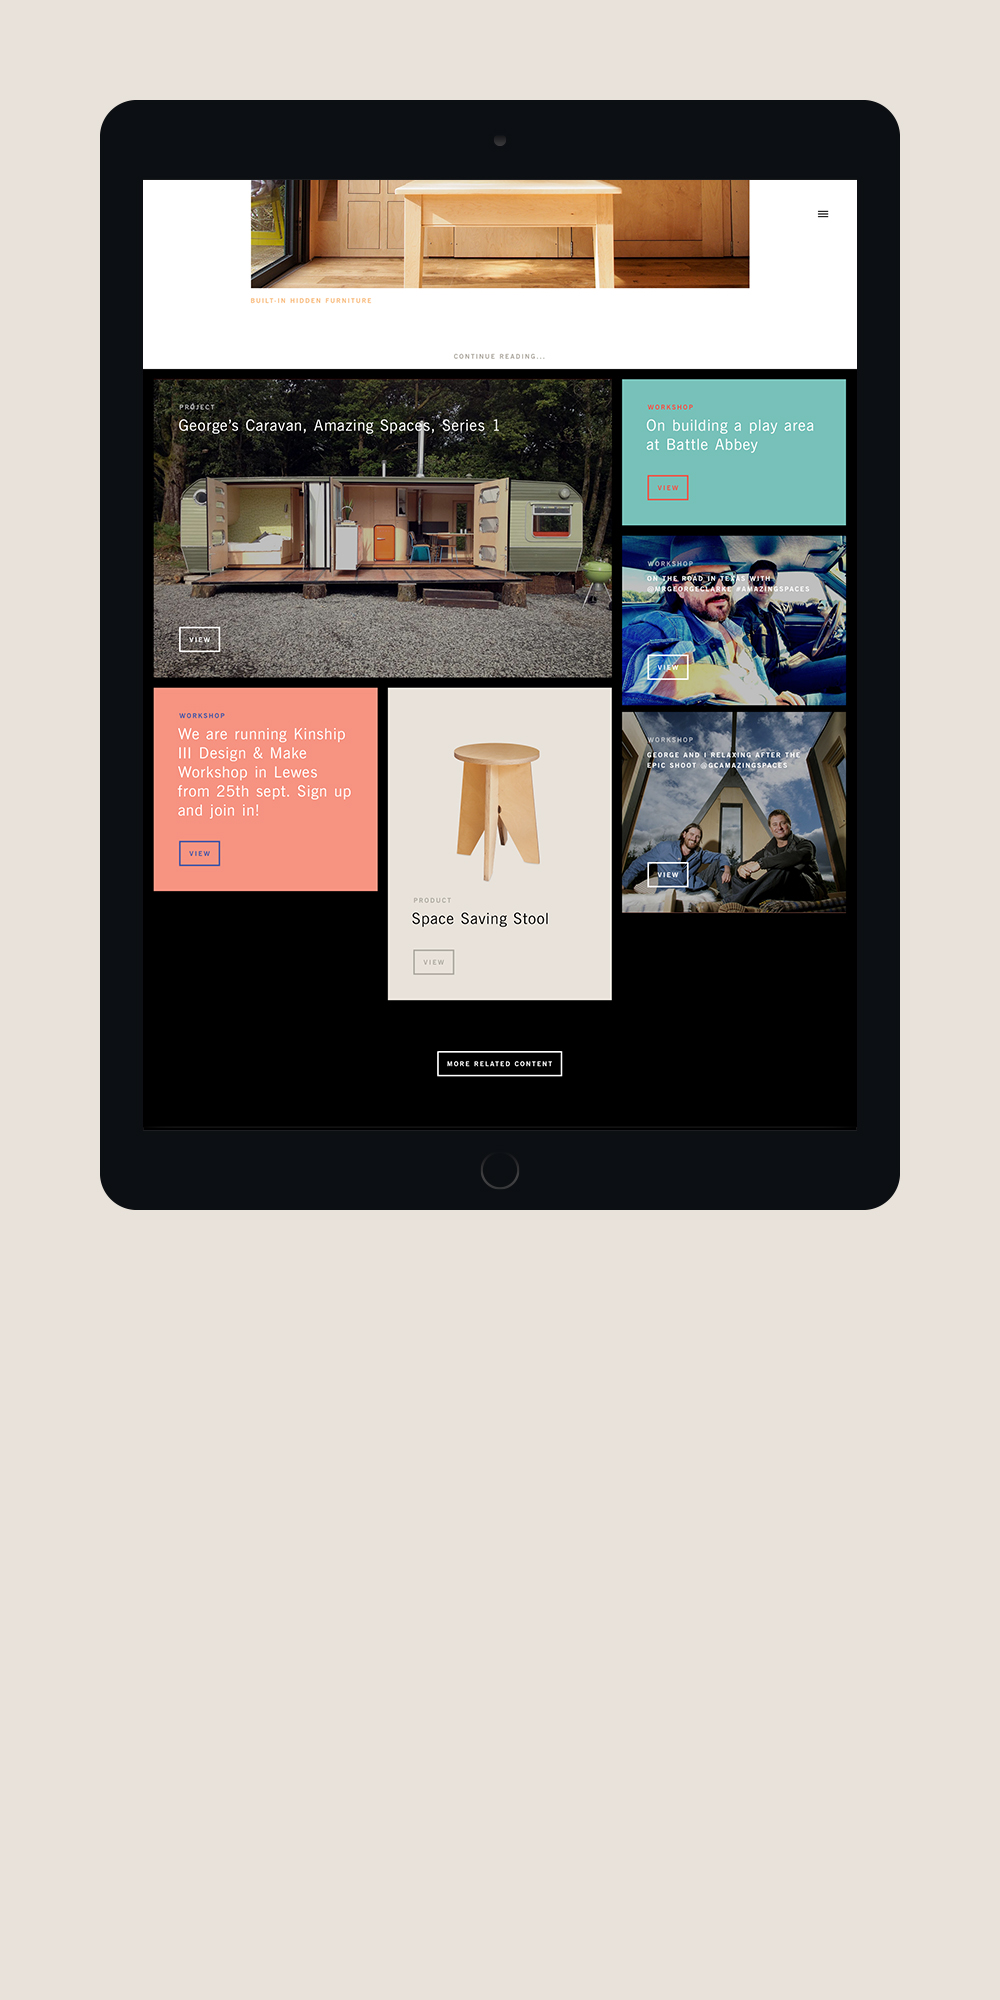 BUILT-IN HIDDEN FURNITURE
CONTINUE READING...
PROJECT
George's Caravan, Amazing Spaces, Series 1
VIEW
WORKSHOP
On building a play area
at Battle Abbey
VIEW
WORKSHOP
ON THE ROAD IN TEXAS WITH
@MRGEORGECLARKE #AMAZINGSPACES
VIEW
WORKSHOP
We are running Kinship
III Design & Make
Workshop in Lewes
from 25th sept. Sign up
and join in!
VIEW
PRODUCT
Space Saving Stool
VIEW
WORKSHOP
GEORGE AND I RELAXING AFTER THE
EPIC SHOOT @GCAMAZINGSPACES
VIEW
MORE RELATED CONTENT